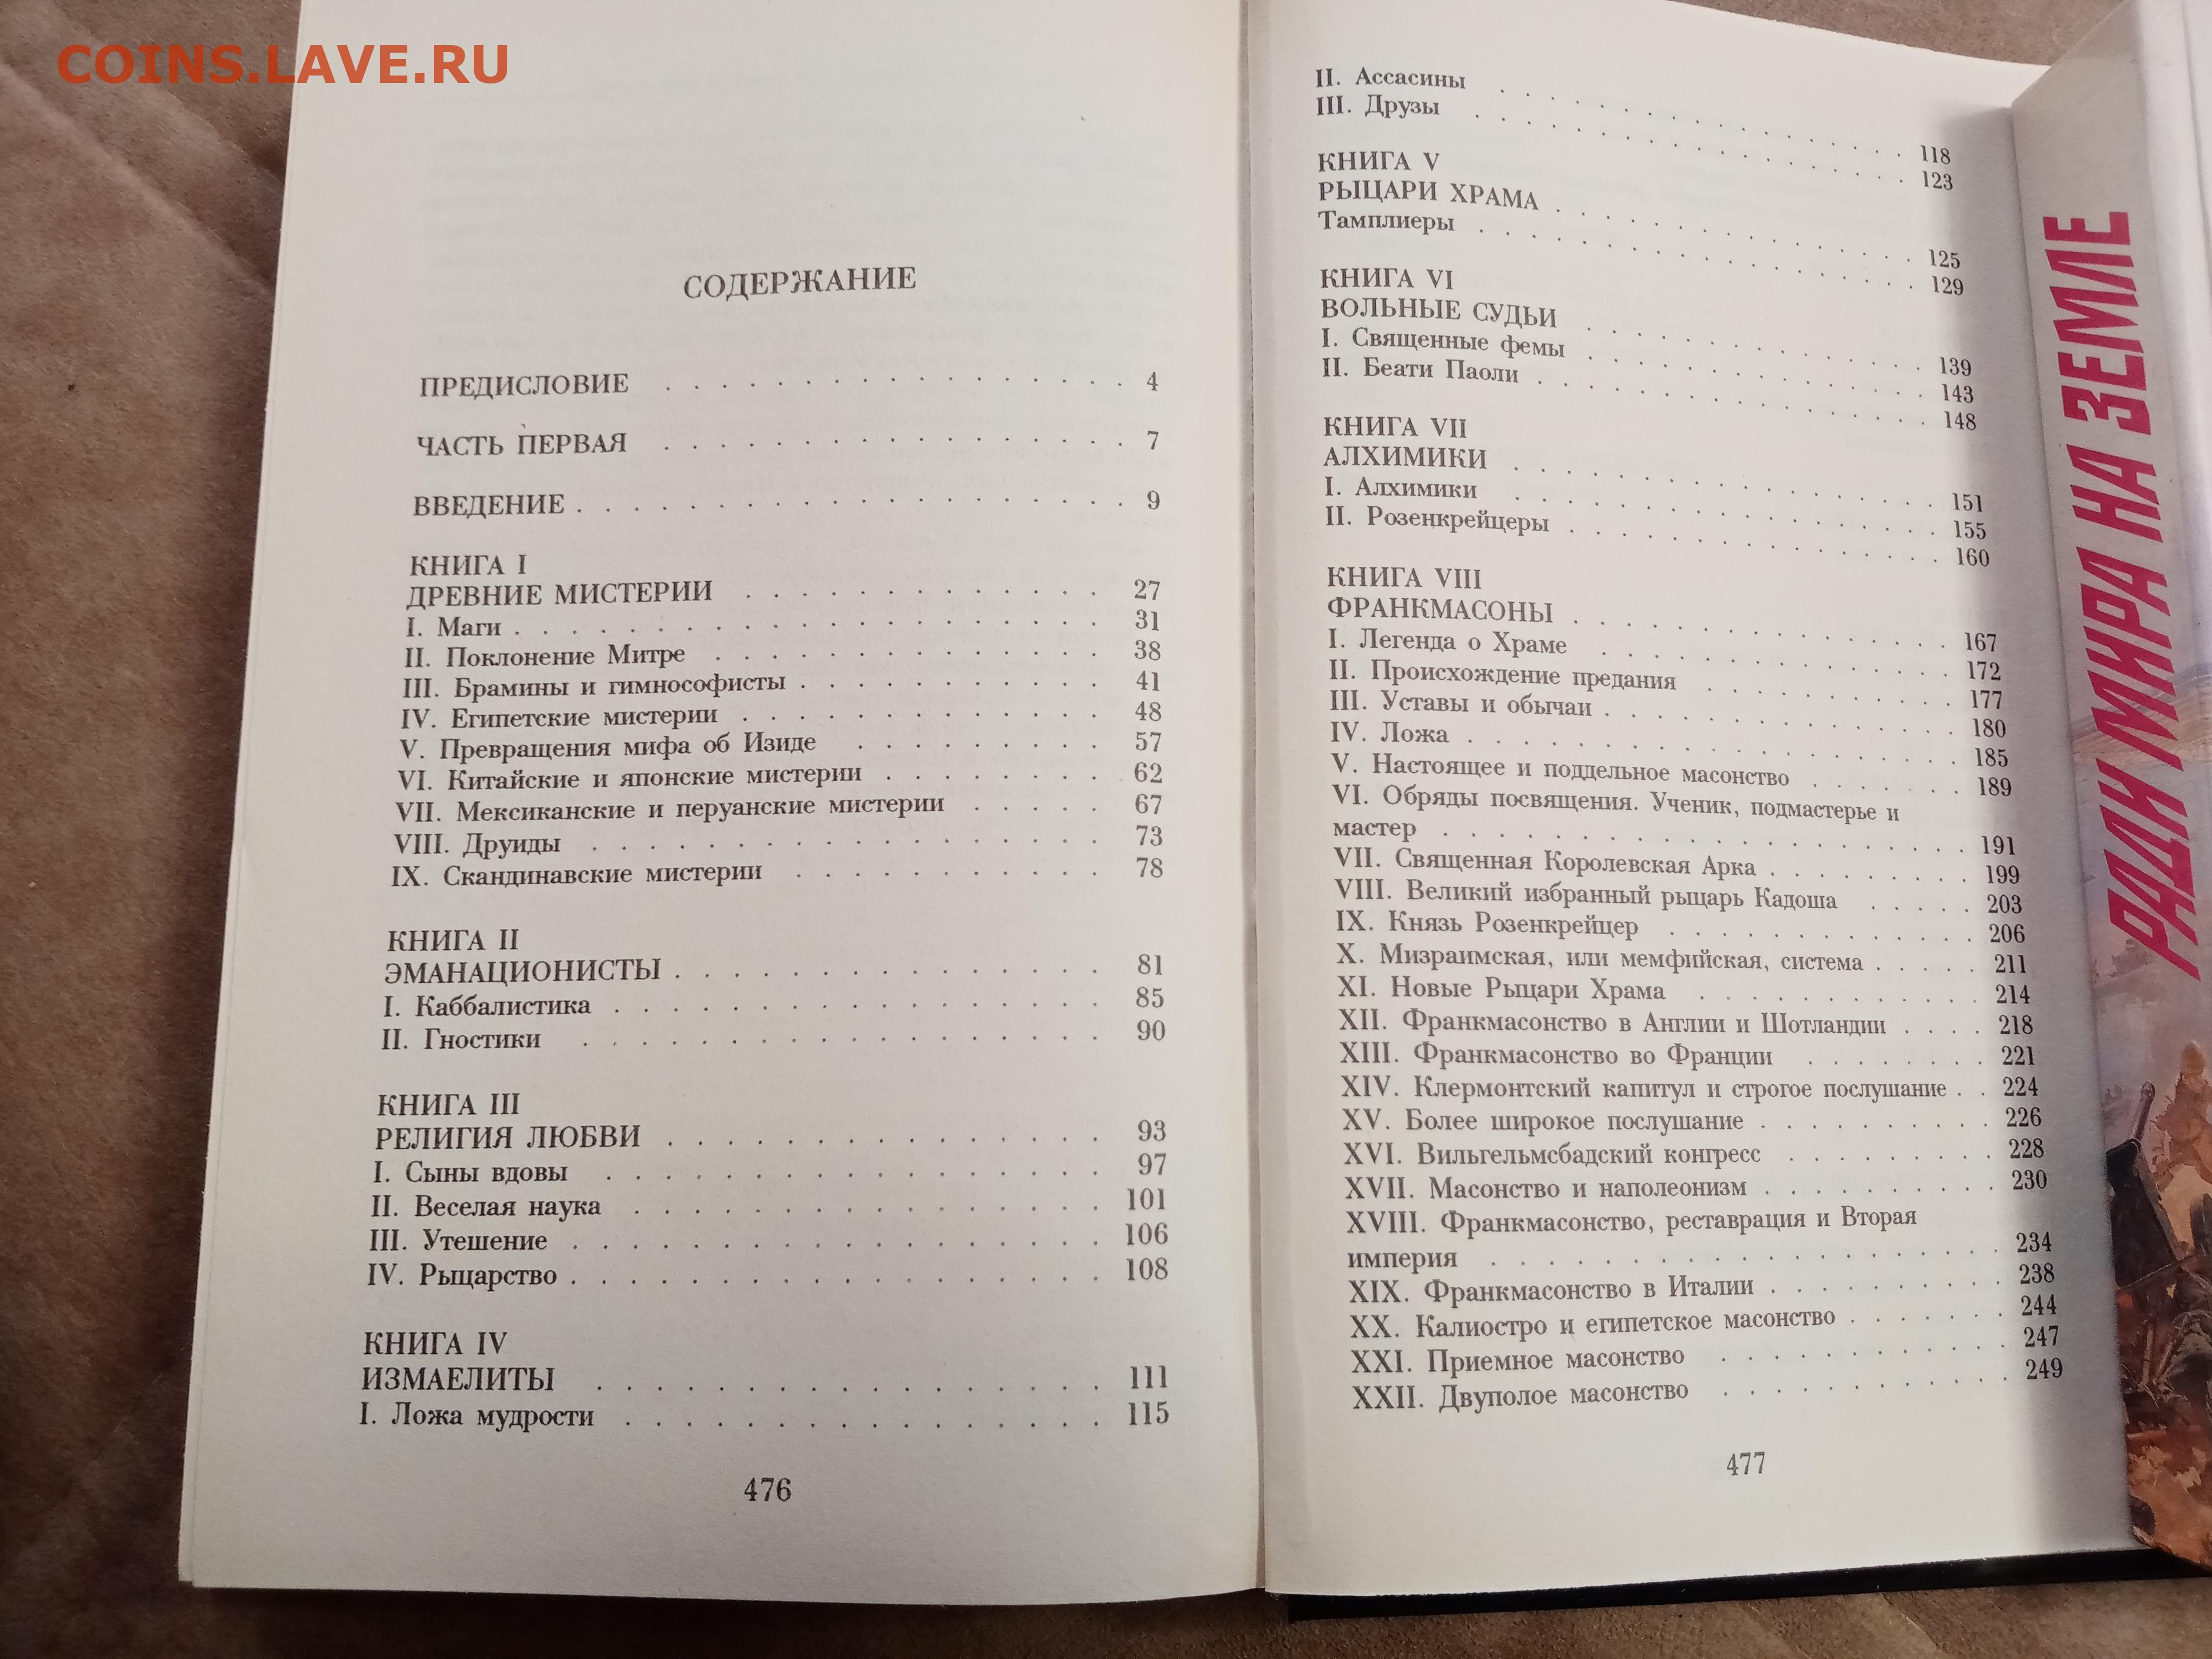 COINS.LAVE.RU
СОДЕРЖАНИЕ
ПРЕДИСЛОВИЕ . . . . . . . . . . . . . . . . . 4
ЧАСТЬ ПЕРВАЯ . . . . . . . . . . . . . . . . . 7
ВВЕДЕНИЕ . . . . . . . . . . . . . . . . . . . 9
КНИГА I
ДРЕВНИЕ МИСТЕРИИ . . . . . . . . . . . . . 27
I. Маги . . . . . . . . . . . . . . . . . . . . 31
II. Поклонение Митре . . . . . . . . . . . . . . 38
III. Брамины и гимнософисты . . . . . . . . . . . 41
IV. Египетские мистерии . . . . . . . . . . . . . 48
V. Превращения мифа об Изиде . . . . . . . . . 57
VI. Китайские и японские мистерии . . . . . . . . 62
VII. Мексиканские и перуанские мистерии . . . . . 67
VIII. Друиды . . . . . . . . . . . . . . . . . . 73
IX. Скандинавские мистерии . . . . . . . . . . . 78
КНИГА II
ЭМАНАЦИОНИСТЫ . . . . . . . . . . . . . . . 81
I. Каббалистика . . . . . . . . . . . . . . . . . 85
II. Гностики . . . . . . . . . . . . . . . . . . 90
КНИГА III
РЕЛИГИЯ ЛЮБВИ . . . . . . . . . . . . . . . 93
I. Сыны вдовы . . . . . . . . . . . . . . . . . 97
II. Веселая наука . . . . . . . . . . . . . . . . 101
III. Утешение . . . . . . . . . . . . . . . . . . 106
IV. Рыцарство . . . . . . . . . . . . . . . . . . 108
КНИГА IV
ИЗМАЕЛИТЫ . . . . . . . . . . . . . . . . . 111
I. Ложа мудрости . . . . . . . . . . . . . . . . 115
476
II. Ассасины . . . . . . . . . . . . . . . . . 118
III. Друзы . . . . . . . . . . . . . . . . . . 123
КНИГА V
РЫЦАРИ ХРАМА . . . . . . . . . . . . . . . 125
Тамплиеры . . . . . . . . . . . . . . . . . . 129
КНИГА VI
ВОЛЬНЫЕ СУДЬИ . . . . . . . . . . . . . . 139
I. Священные фемы . . . . . . . . . . . . . . 143
II. Беати Паоли . . . . . . . . . . . . . . . . 148
КНИГА VII
АЛХИМИКИ . . . . . . . . . . . . . . . . . 151
I. Алхимики . . . . . . . . . . . . . . . . . 155
II. Розенкрейцеры . . . . . . . . . . . . . . . 160
КНИГА VIII
ФРАНКМАСОНЫ . . . . . . . . . . . . . . . 167
I. Легенда о Храме . . . . . . . . . . . . . . 172
II. Происхождение предания . . . . . . . . . . 177
III. Уставы и обычаи . . . . . . . . . . . . . . 180
IV. Ложа . . . . . . . . . . . . . . . . . . . 185
V. Настоящее и поддельное масонство . . . . . . 189
VI. Обряды посвящения. Ученик, подмастерье и
мастер . . . . . . . . . . . . . . . . . . . . 191
VII. Священная Королевская Арка . . . . . . . . 199
VIII. Великий избранный рыцарь Кадоша . . . . . 203
IX. Князь Розенкрейцер . . . . . . . . . . . . 206
X. Мизраимская, или мемфийская, система . . . . . 211
XI. Новые Рыцари Храма . . . . . . . . . . . 214
XII. Франкмасонство в Англии и Шотландии . . . . 218
XIII. Франкмасонство во Франции . . . . . . . 221
XIV. Клермонтский капитул и строгое послушание . . 224
XV. Более широкое послушание . . . . . . . . . . 226
XVI. Вильгельмсбадский конгресс . . . . . . . . 228
XVII. Масонство и наполеонизм . . . . . . . . . . 230
XVIII. Франкмасонство, реставрация и Вторая
империя . . . . . . . . . . . . . . . . . . . 234
XIX. Франкмасонство в Италии . . . . . . . . . 238
XX. Калиостро и египетское масонство . . . . . . . 244
XXI. Приемное масонство . . . . . . . . . . . 247
XXII. Двуполое масонство . . . . . . . . . . . 249
477
РАДИ МИРА НА ЗЕМЛЕ